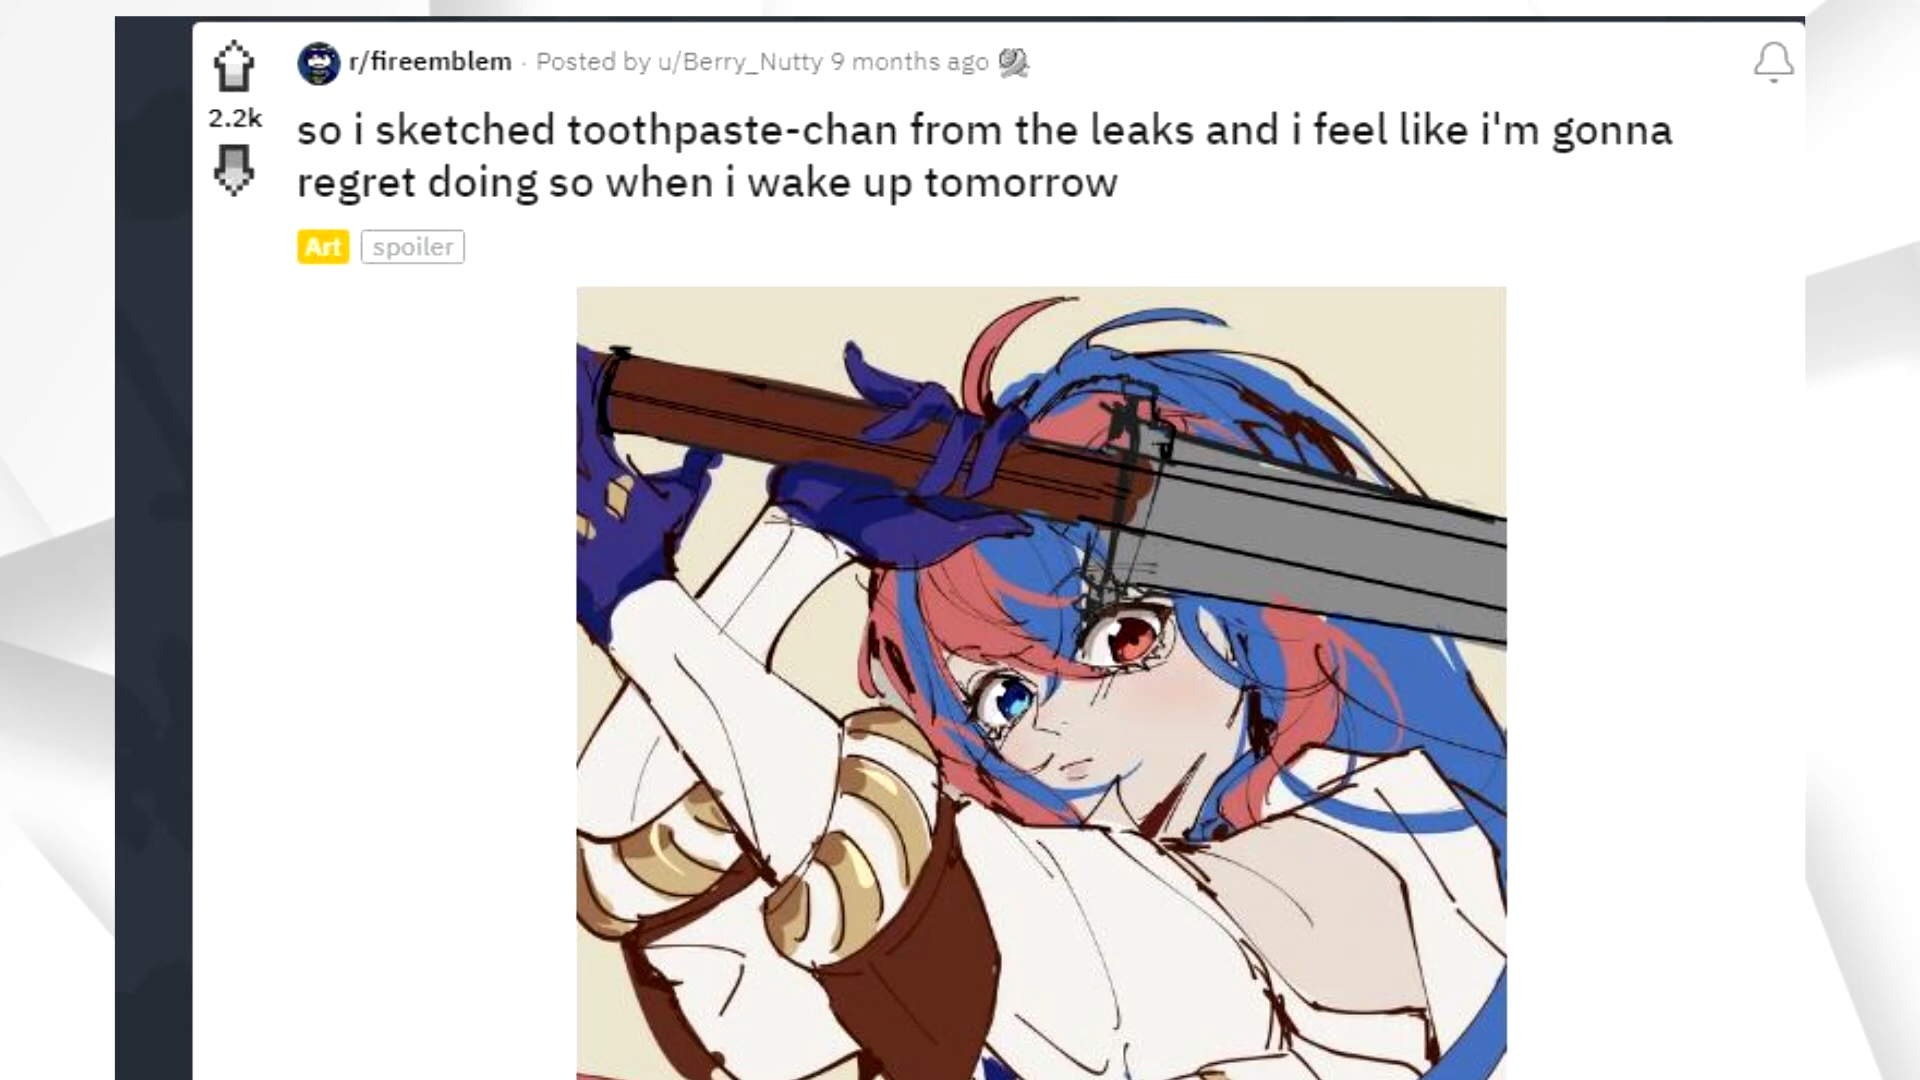 r/fireemblem · Posted by u/Berry_Nutty 9 months ago
2.2k
so i sketched toothpaste-chan from the leaks and i feel like i'm gonna
regret doing so when i wake up tomorrow
Art spoiler